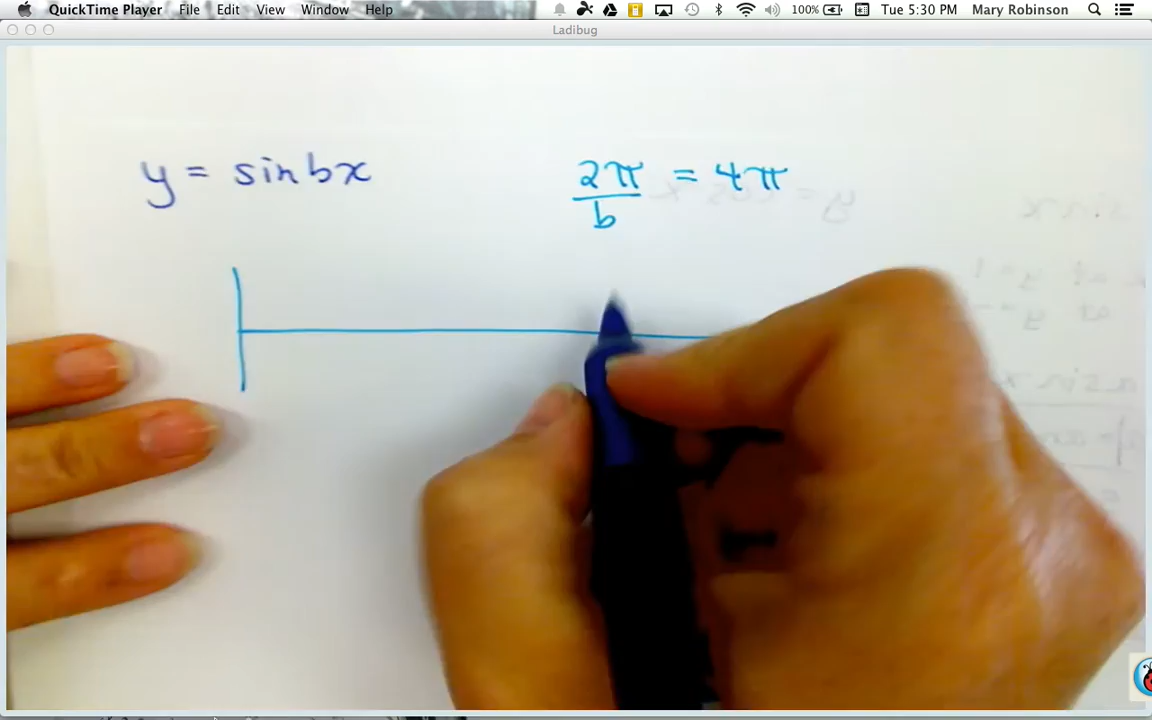 QuickTime Player File Edit View Window Help 100% Tue 5:30 PM Mary Robinson
Ladibug
y = sin bx
2π/b = 4π